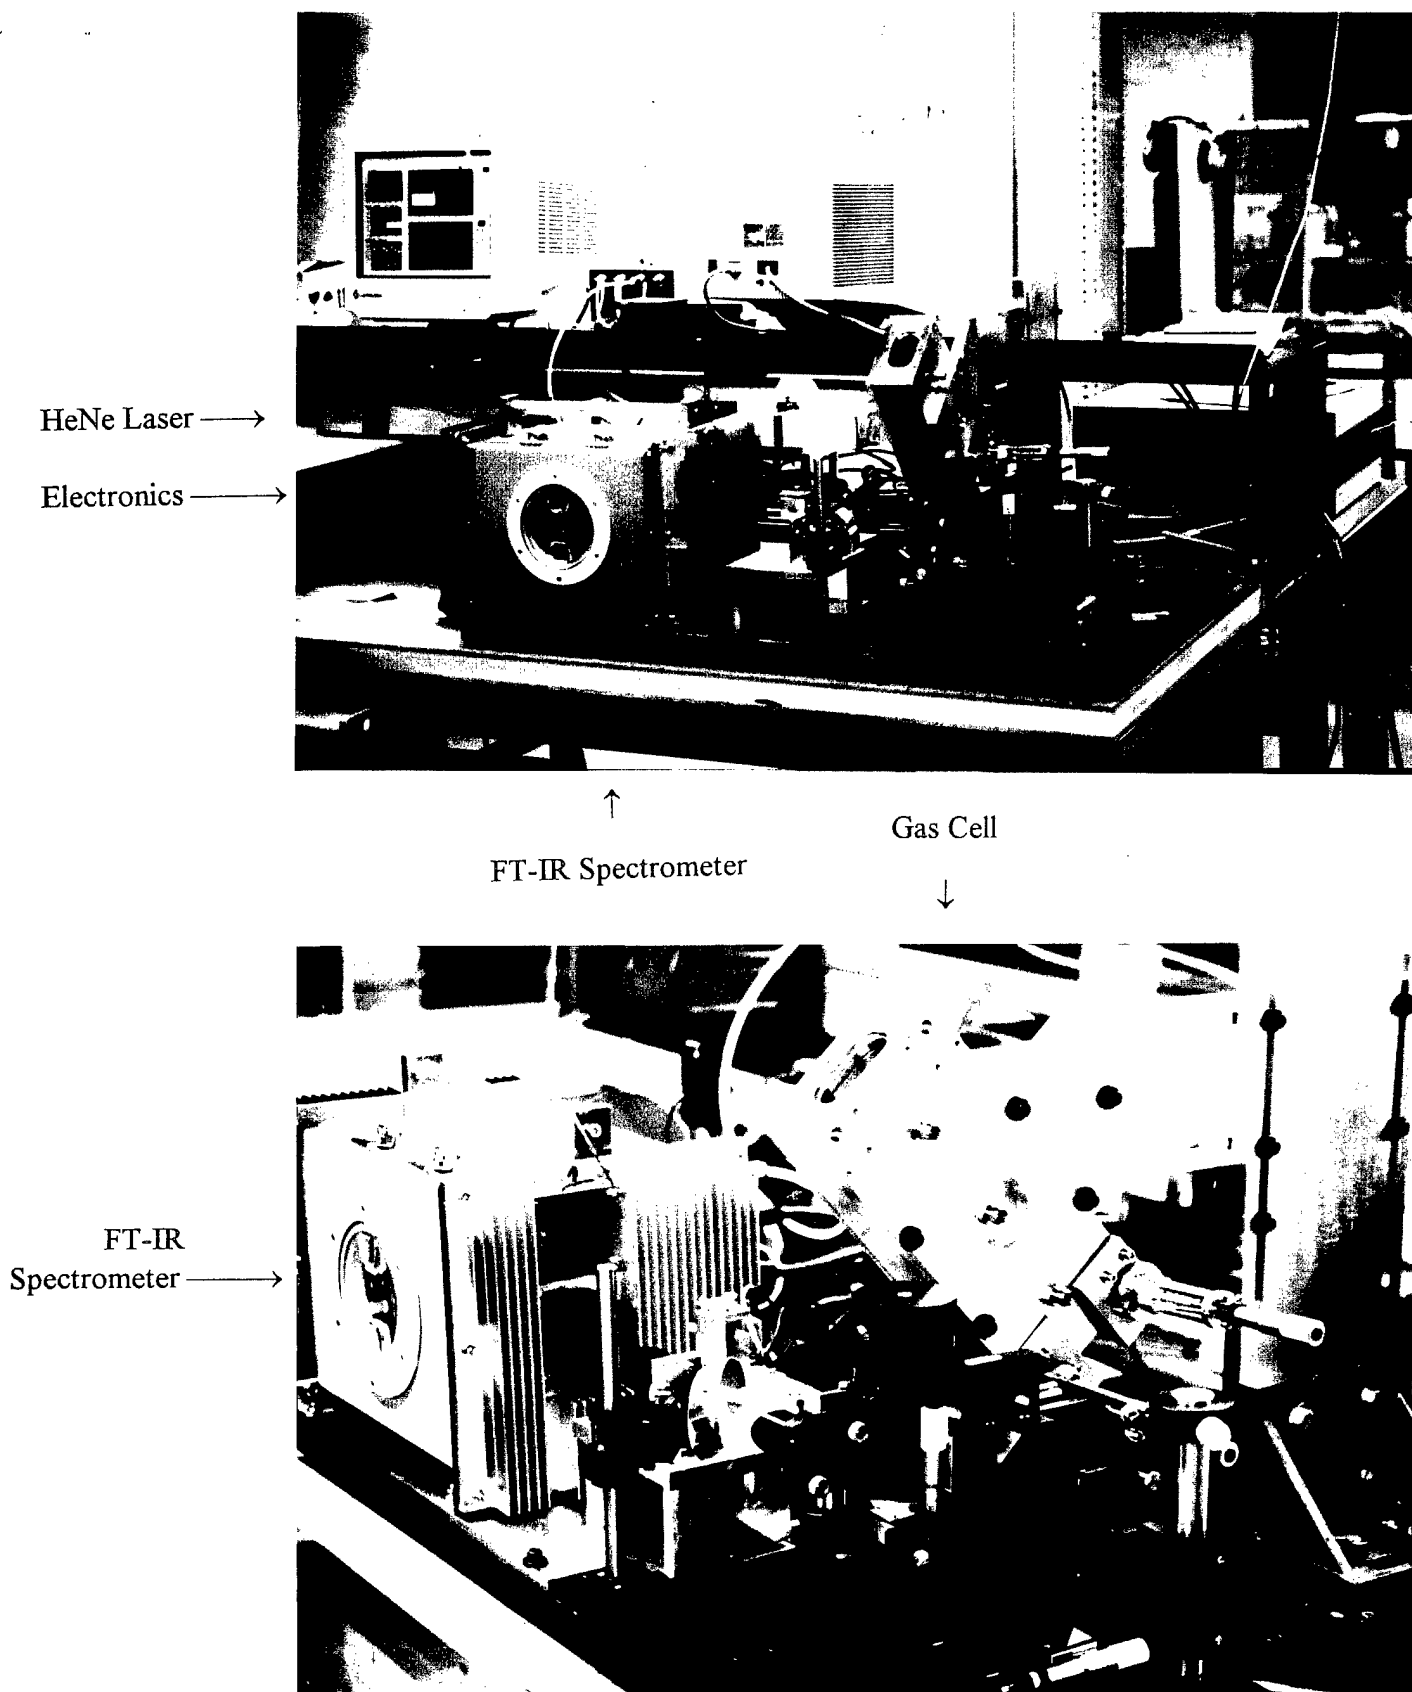 HeNe Laser
Electronics
FT-IR Spectrometer
Gas Cell
FT-IR
Spectrometer